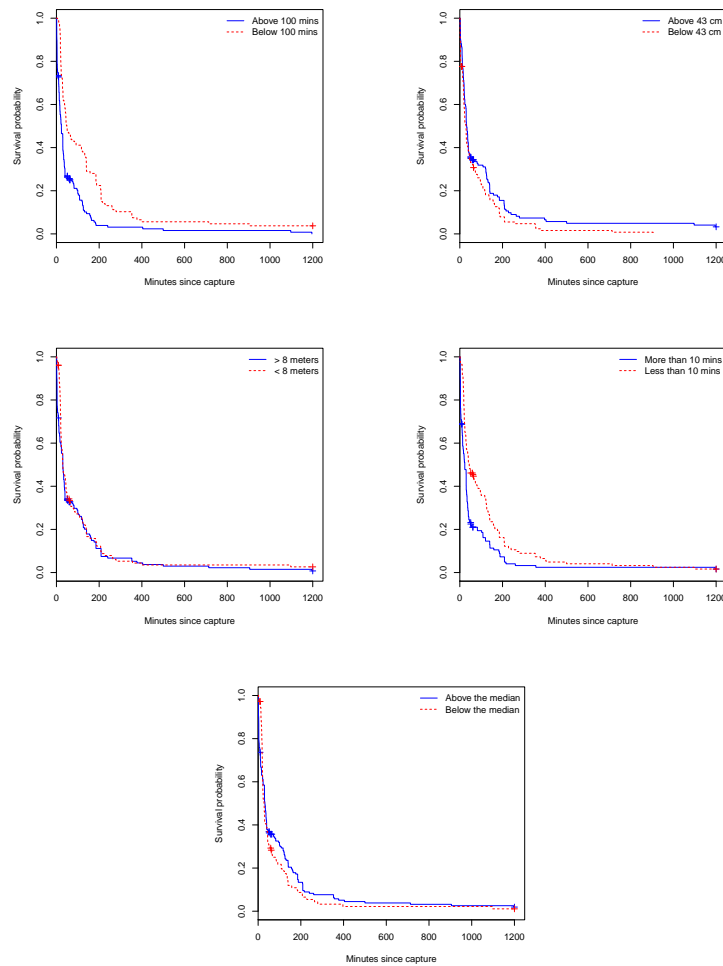 Above 100 mins
Below 100 mins
Survival probability
0.0 0.2 0.4 0.6 0.8 1.0
0 200 400 600 800 1000 1200
Minutes since capture
Above 43 cm
Below 43 cm
Survival probability
0.0 0.2 0.4 0.6 0.8 1.0
0 200 400 600 800 1000 1200
Minutes since capture
> 8 meters
< 8 meters
Survival probability
0.0 0.2 0.4 0.6 0.8 1.0
0 200 400 600 800 1000 1200
Minutes since capture
More than 10 mins
Less than 10 mins
Survival probability
0.0 0.2 0.4 0.6 0.8 1.0
0 200 400 600 800 1000 1200
Minutes since capture
Above the median
Below the median
Survival probability
0.0 0.2 0.4 0.6 0.8 1.0
0 200 400 600 800 1000 1200
Minutes since capture